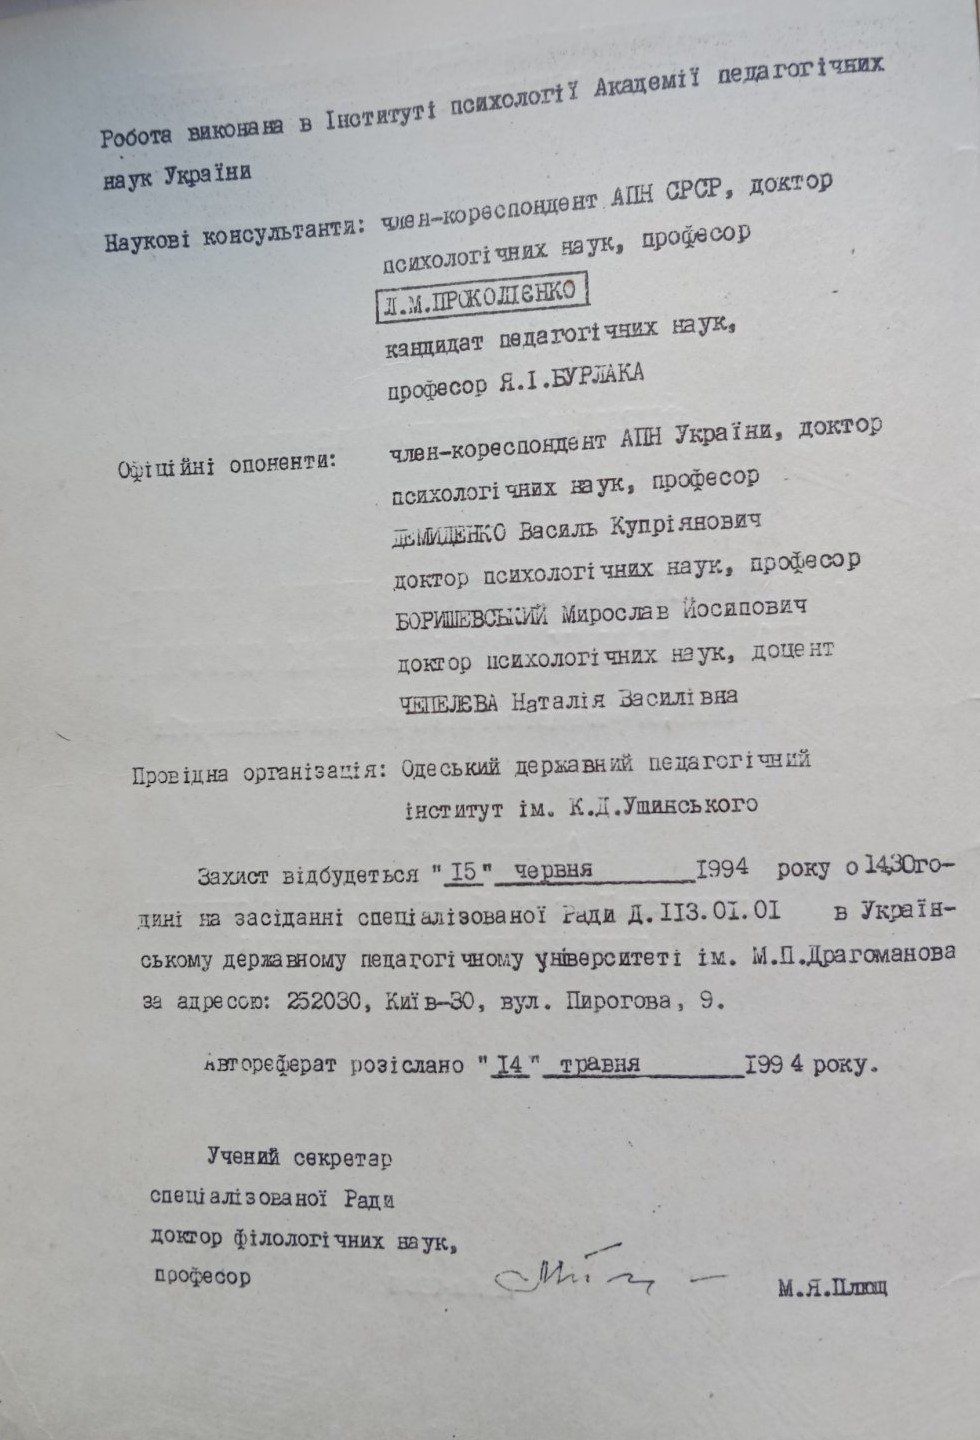 Робота виконана в Інституті психології Академії педагогічних
наук України
Наукові консультанти: член-кореспондент АПН СРСР, доктор
психологічних наук, професор
Д.М.ПРОКОЛІЄНКО
кандидат педагогічних наук,
професор Я.І.БУРЛАКА
Офіційні опоненти: член-кореспондент АПН України, доктор
психологічних наук, професор
ДЕМИДЕНКО Василь Купріянович
доктор психологічних наук, професор
БОРИШЕВСЬКИЙ Мирослав Йосипович
доктор психологічних наук, доцент
ЧЕПЕЛЄВА Наталія Василівна
Провідна організація: Одеський державний педагогічний
інститут ім. К.Д.Ушинського
Захист відбудеться "15" червня 1994 року о 14.30го-
дині на засіданні спеціалізованої Ради Д.113.01.01 в Україн-
ському державному педагогічному університеті ім. М.П.Драгоманова
за адресою: 252030, Київ-30, вул. Пирогова, 9.
Автореферат розіслано "14" травня 1994 року.
Учений секретар
спеціалізованої Ради
доктор філологічних наук,
професор М.Я.Плющ